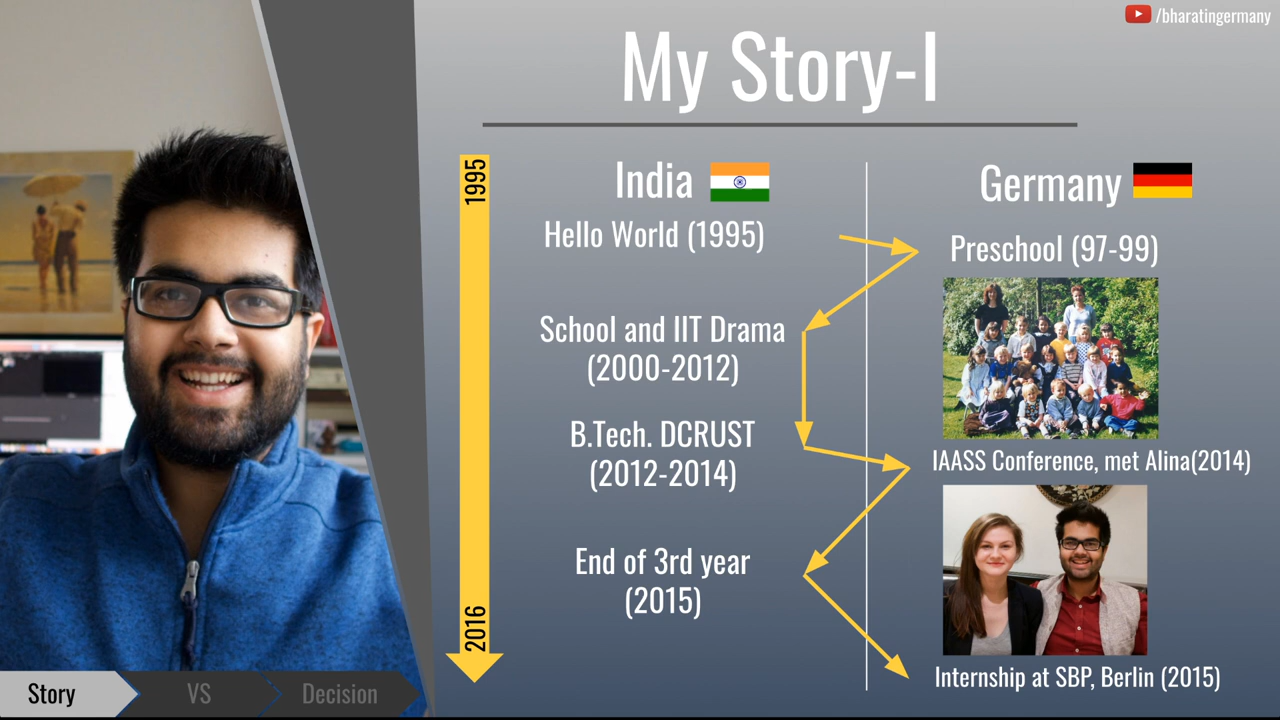 /bharatingermany
My Story-I
1995
India
Germany
Hello World (1995)
Preschool (97-99)
School and IIT Drama
(2000-2012)
B.Tech. DCRUST
(2012-2014)
IAASS Conference, met Alina(2014)
End of 3rd year
(2015)
2016
Internship at SBP, Berlin (2015)
Story
VS
Decision